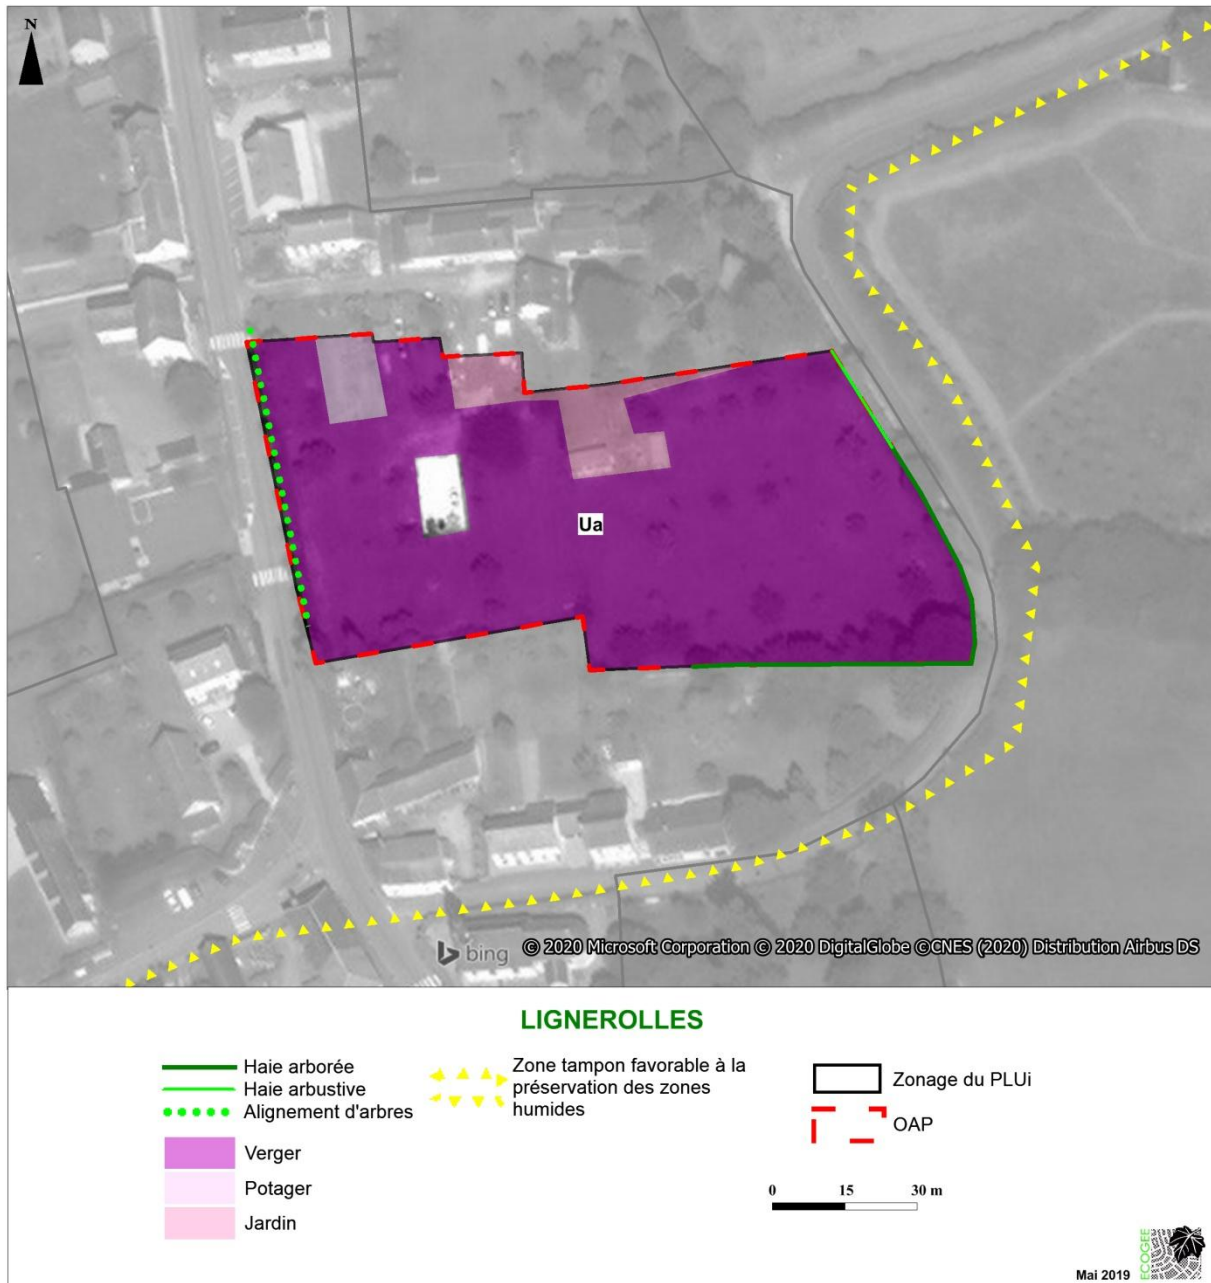 N
Ua
bing © 2020 Microsoft Corporation © 2020 DigitalGlobe ©CNES (2020) Distribution Airbus DS
LIGNEROLLES
Haie arborée
Haie arbustive
Alignement d'arbres
Verger
Potager
Jardin
Zone tampon favorable à la
préservation des zones
humides
Zonage du PLUi
OAP
0 15 30 m
Mai 2019
ECOGEE